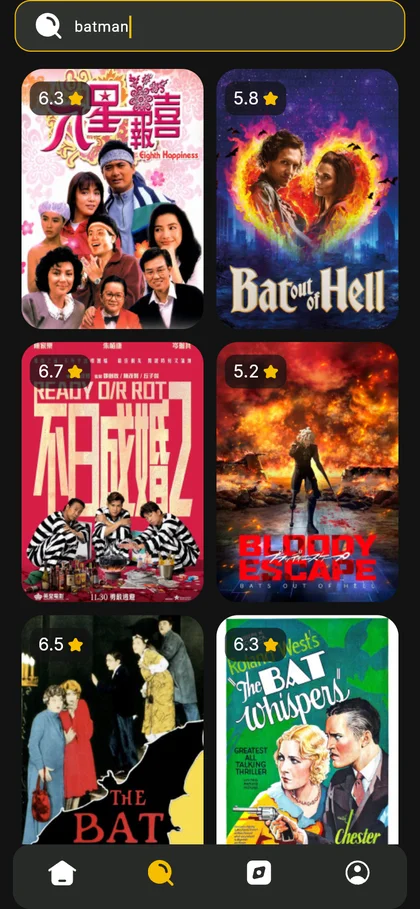 batman
6.3
八星報喜
Eighth Happiness
5.8
Bat out of Hell
6.7
READY O/R ROT
不日成婚2
11.30
5.2
BLOODY
ESCAPE
BATS OUT OF HELL
6.5
THE
BAT
6.3
Roland West's
"The BAT
whispers"
GREATEST
ALL
TALKING
THRILLER
Chester